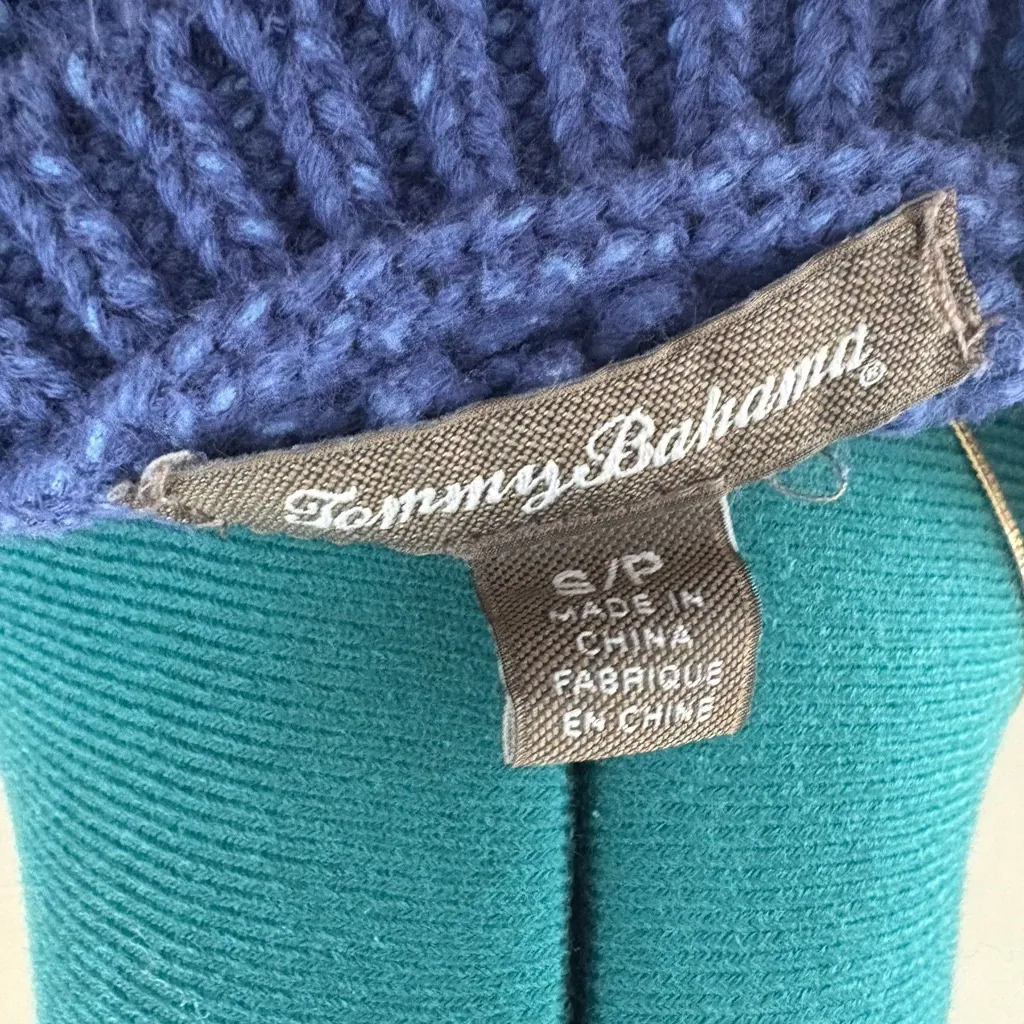 Tommy Bahama®
S/P
MADE IN
CHINA
FABRIQUE
EN CHINE